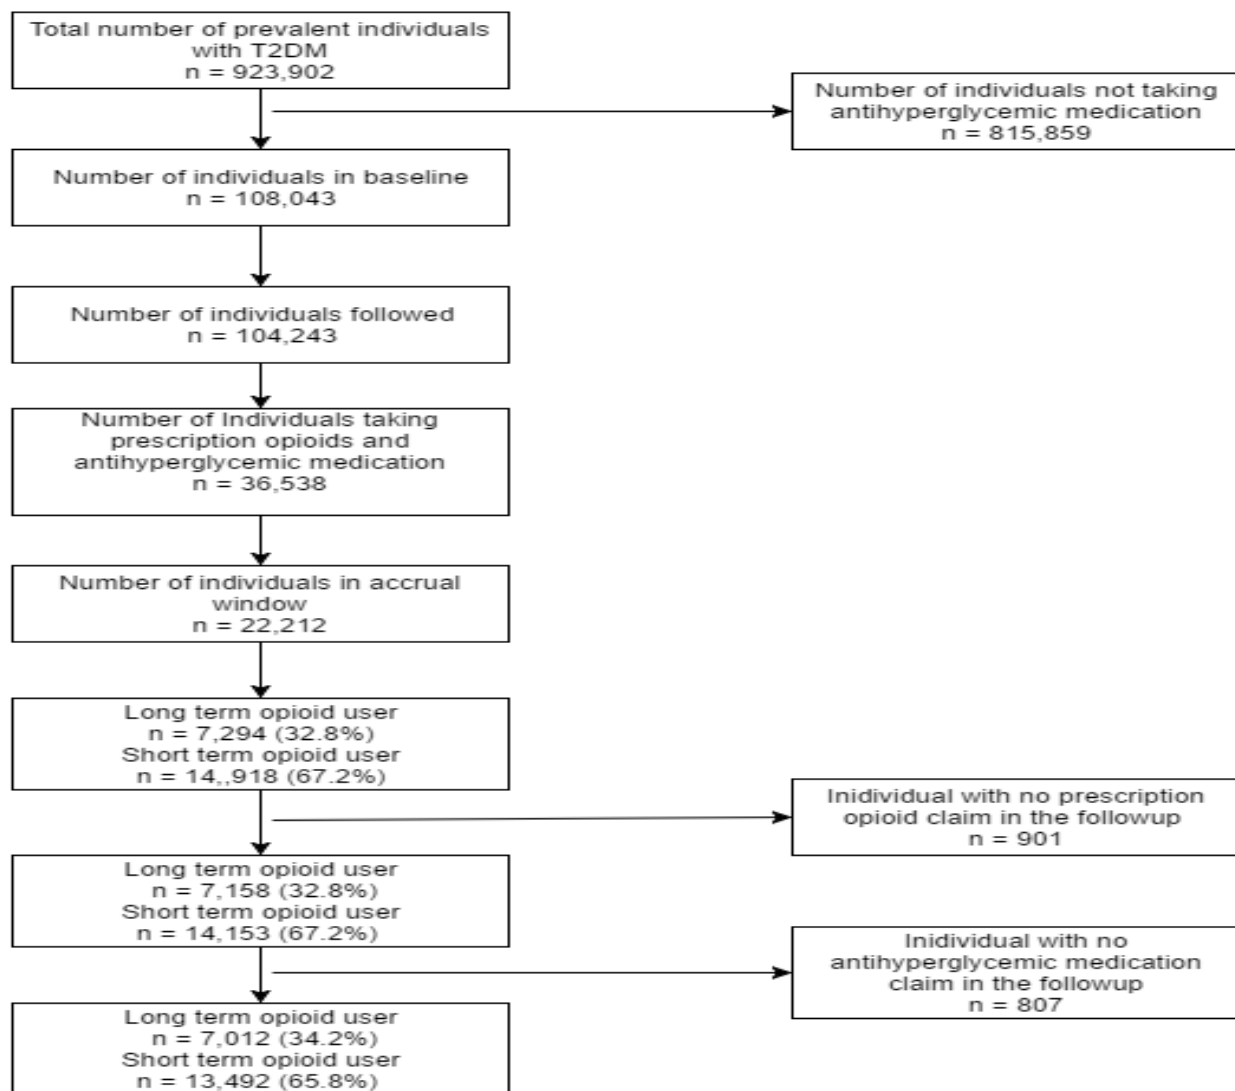 Total number of prevalent individuals
with T2DM
n = 923,902
Number of individuals not taking
antihyperglycemic medication
n = 815,859
Number of individuals in baseline
n = 108,043
Number of individuals followed
n = 104,243
Number of Individuals taking
prescription opioids and
antihyperglycemic medication
n = 36,538
Number of individuals in accrual
window
n = 22,212
Long term opioid user
n = 7,294 (32.8%)
Short term opioid user
n = 14,,918 (67.2%)
Inidividual with no prescription
opioid claim in the followup
n = 901
Long term opioid user
n = 7,158 (32.8%)
Short term opioid user
n = 14,153 (67.2%)
Inidividual with no
antihyperglycemic medication
claim in the followup
n = 807
Long term opioid user
n = 7,012 (34.2%)
Short term opioid user
n = 13,492 (65.8%)